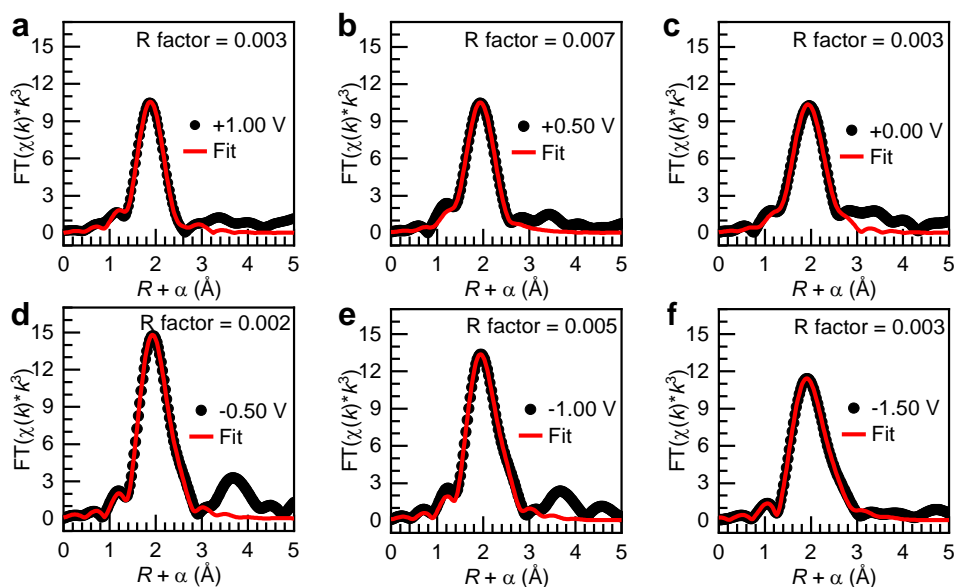 a
R factor = 0.003
+1.00 V
Fit
FT(χ(k)*k³)
15
12
9
6
3
0
0 1 2 3 4 5
R + α (Å)
b
R factor = 0.007
+0.50 V
Fit
FT(χ(k)*k³)
15
12
9
6
3
0
0 1 2 3 4 5
R + α (Å)
c
R factor = 0.003
+0.00 V
Fit
FT(χ(k)*k³)
15
12
9
6
3
0
0 1 2 3 4 5
R + α (Å)
d
R factor = 0.002
-0.50 V
Fit
FT(χ(k)*k³)
15
12
9
6
3
0
0 1 2 3 4 5
R + α (Å)
e
R factor = 0.005
-1.00 V
Fit
FT(χ(k)*k³)
15
12
9
6
3
0
0 1 2 3 4 5
R + α (Å)
f
R factor = 0.003
-1.50 V
Fit
FT(χ(k)*k³)
15
12
9
6
3
0
0 1 2 3 4 5
R + α (Å)